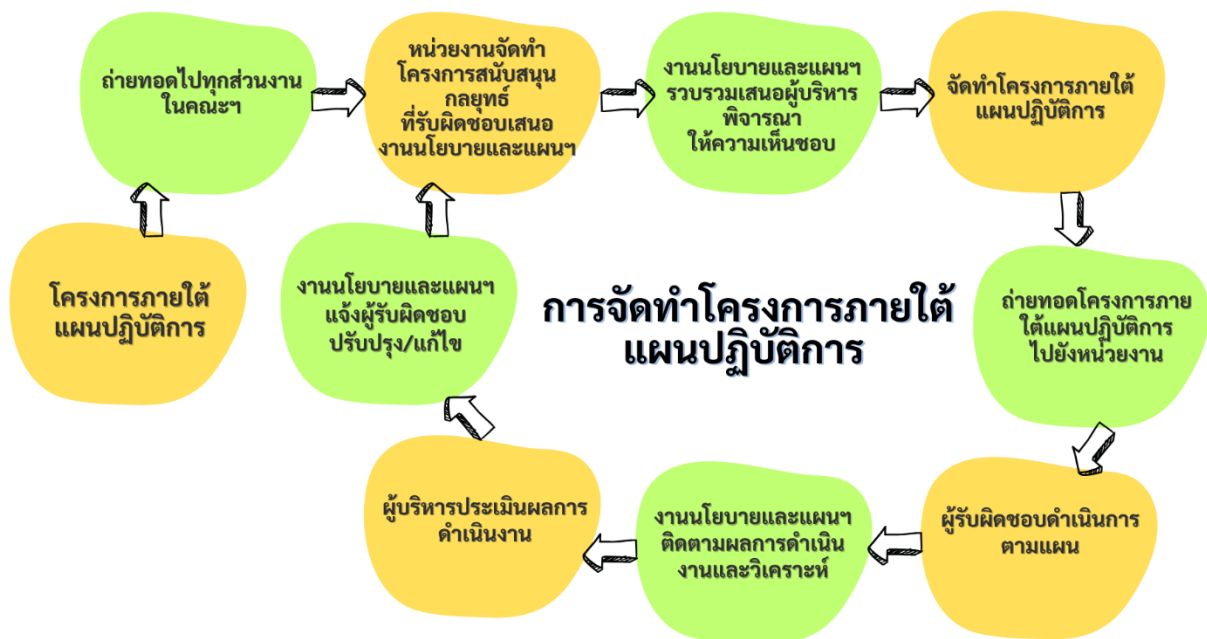 ถ่ายทอดไปทุกส่วนงาน
ในคณะฯ
หน่วยงานจัดทำ
โครงการสนับสนุน
กลยุทธ์
ที่รับผิดชอบเสนอ
งานนโยบายและแผนฯ
งานนโยบายและแผนฯ
รวบรวมเสนอผู้บริหาร
พิจารณา
ให้ความเห็นชอบ
จัดทำโครงการภายใต้
แผนปฏิบัติการ
โครงการภายใต้
แผนปฏิบัติการ
งานนโยบายและแผนฯ
แจ้งผู้รับผิดชอบ
ปรับปรุง/แก้ไข
การจัดทำโครงการภายใต้
แผนปฏิบัติการ
ถ่ายทอดโครงการภาย
ใต้แผนปฏิบัติการ
ไปยังหน่วยงาน
ผู้บริหารประเมินผลการ
ดำเนินงาน
งานนโยบายและแผนฯ
ติดตามผลการดำเนิน
งานและวิเคราะห์
ผู้รับผิดชอบดำเนินการ
ตามแผน